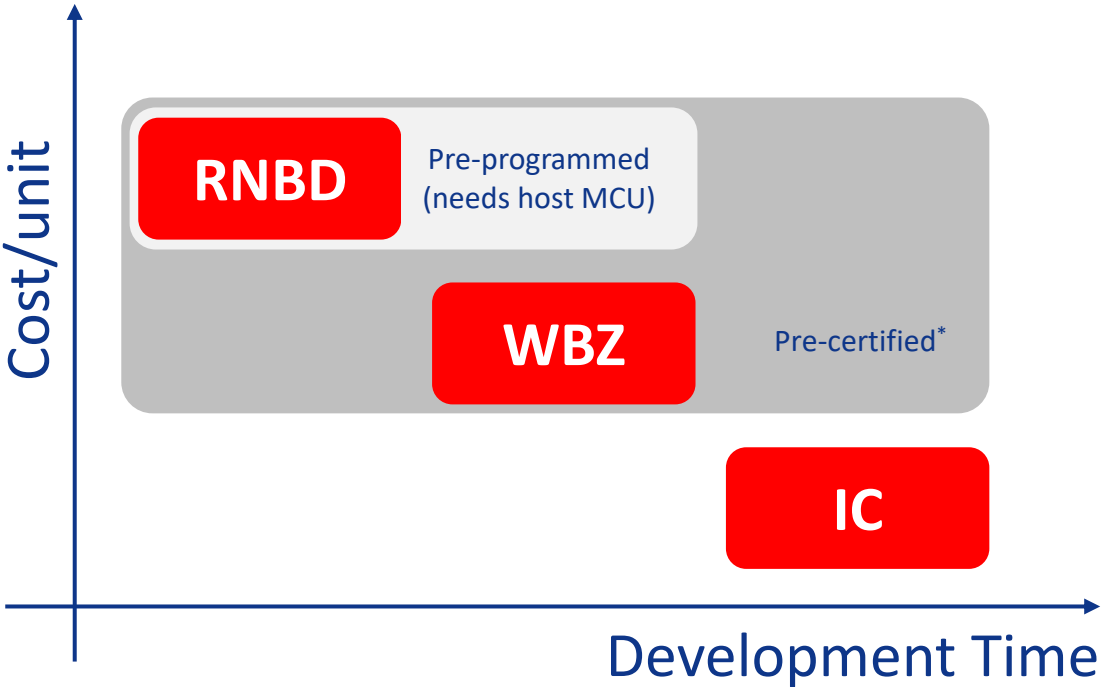 Cost/unit
RNBD
Pre-programmed
(needs host MCU)
WBZ
Pre-certified*
IC
Development Time